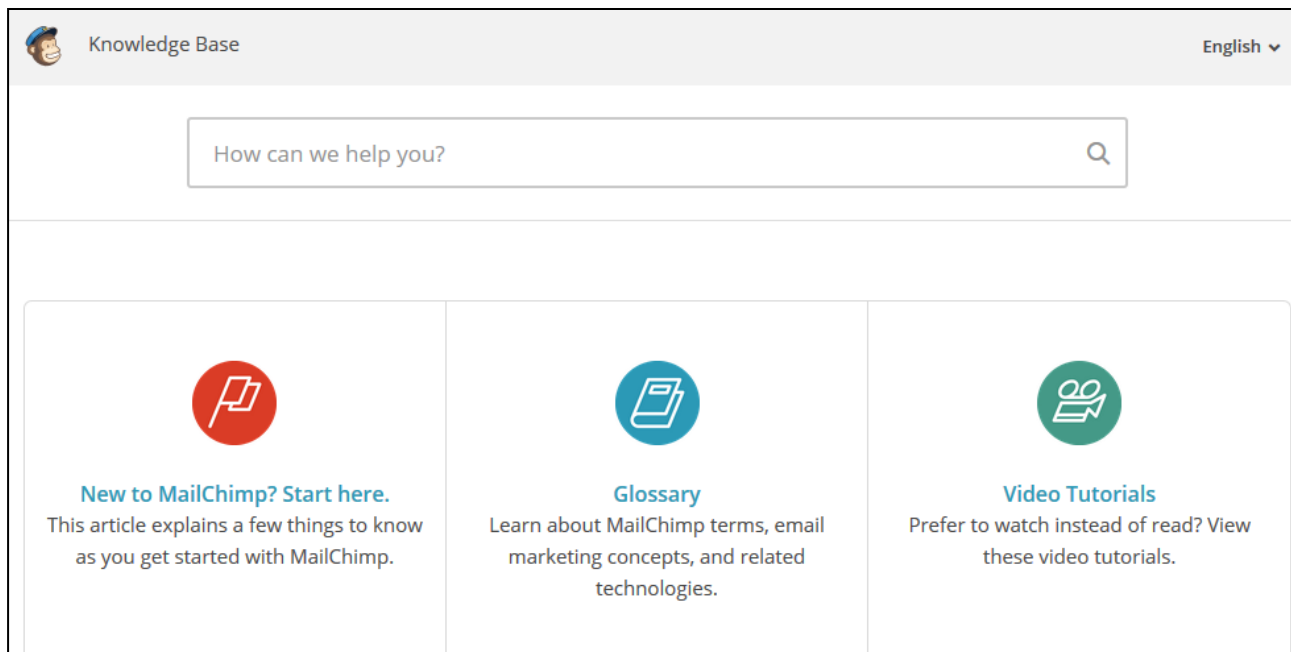 Knowledge Base
English
How can we help you?
New to MailChimp? Start here.
This article explains a few things to know
as you get started with MailChimp.
Glossary
Learn about MailChimp terms, email
marketing concepts, and related
technologies.
Video Tutorials
Prefer to watch instead of read? View
these video tutorials.